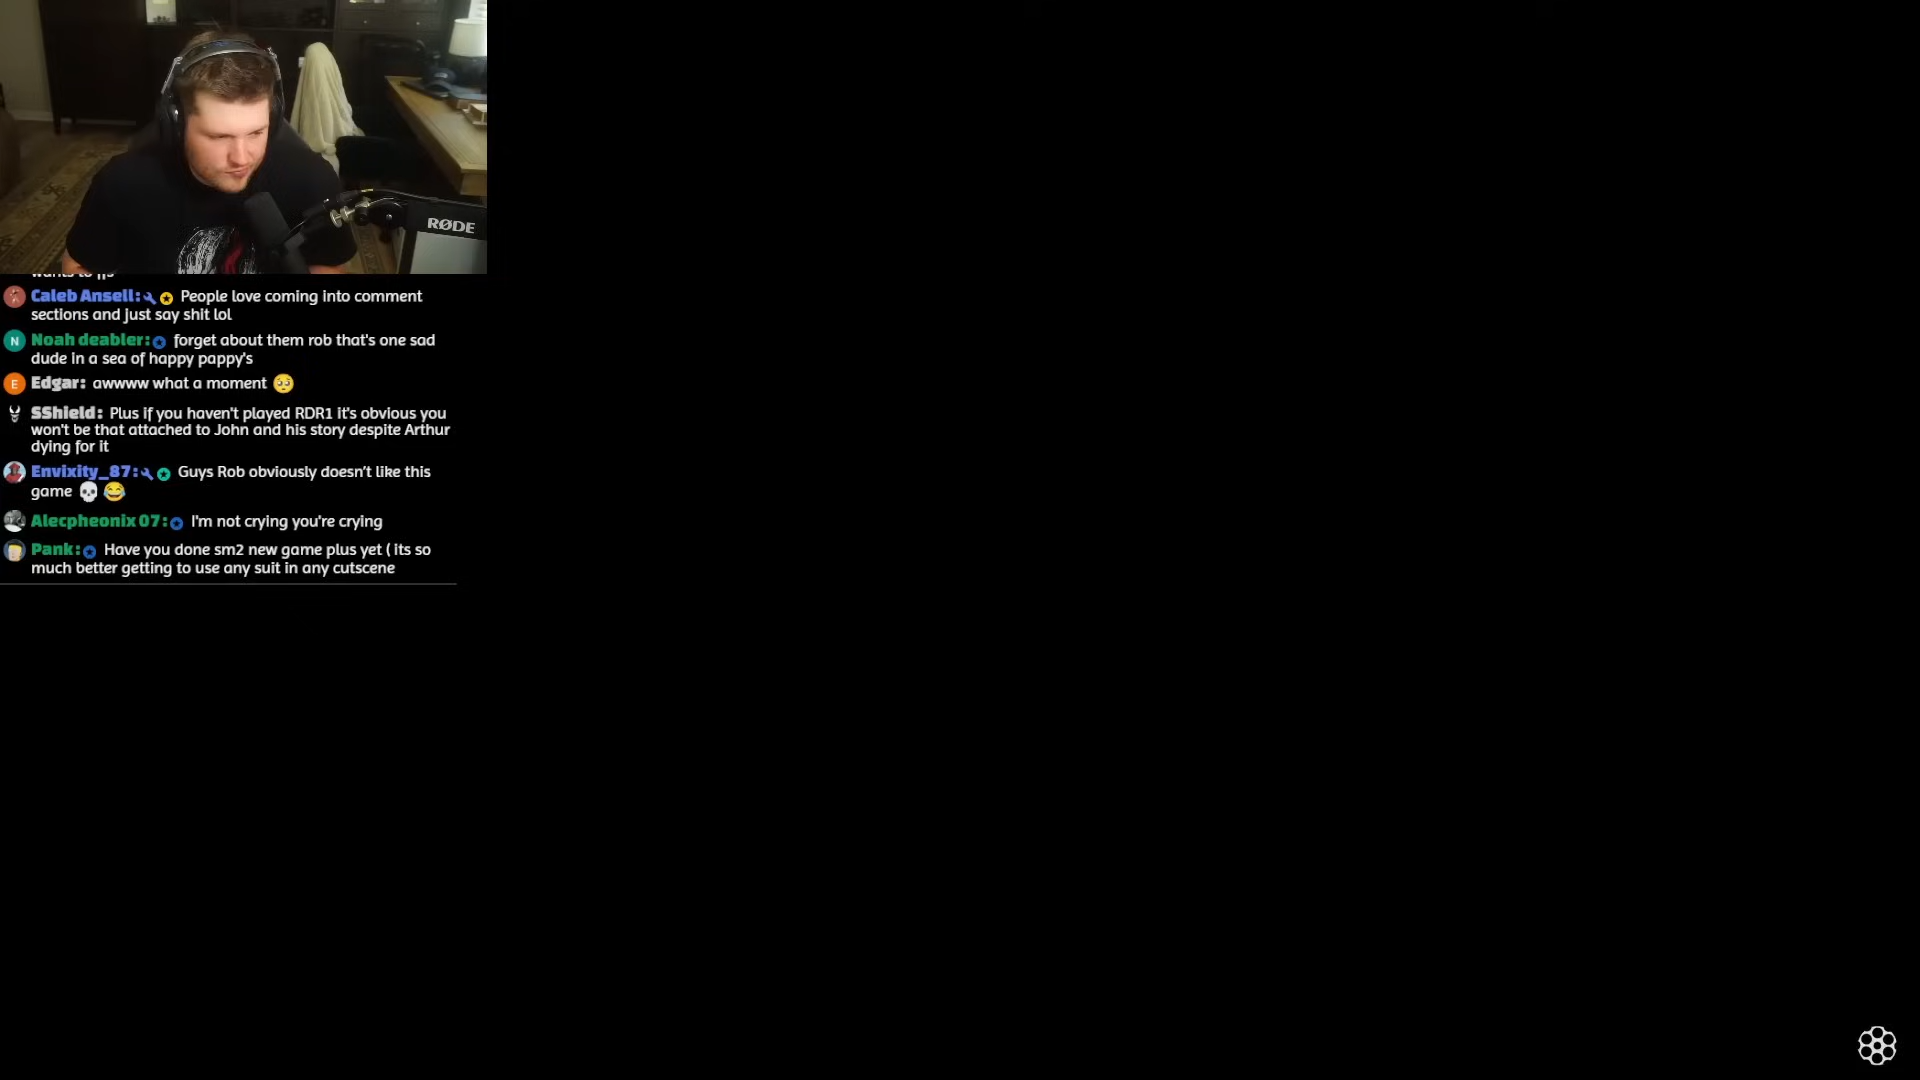 RØDE
Caleb Ansell: People love coming into comment
sections and just say shit lol
Noah deabler: forget about them rob that's one sad
dude in a sea of happy pappy's
Edgar: awwww what a moment 🥺
SShield: Plus if you haven't played RDR1 it's obvious you
won't be that attached to John and his story despite Arthur
dying for it
Envixity_87: Guys Rob obviously doesn’t like this
game 💀 😂
Alecpheonix 07: I'm not crying you're crying
Pank: Have you done sm2 new game plus yet ( its so
much better getting to use any suit in any cutscene